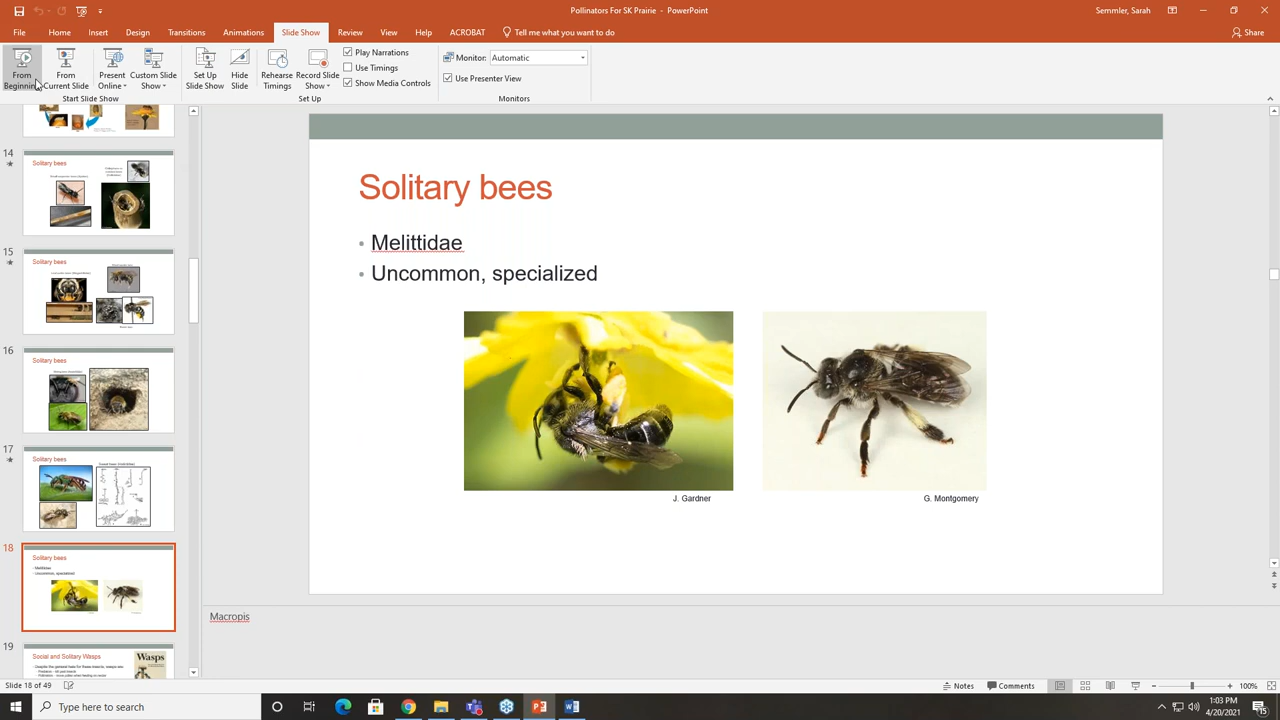 Pollinators For SK Prairie - PowerPoint
Semmler, Sarah
File Home Insert Design Transitions Animations Slide Show Review View Help ACROBAT Tell me what you want to do Share
From Beginning
From Current Slide
Present Online
Custom Slide Show
Set Up Slide Show
Hide Slide
Rehearse Timings
Record Slide Show
Play Narrations
Use Timings
Show Media Controls
Monitor: Automatic
Use Presenter View
Start Slide Show
Set Up
Monitors
14
Solitary bees
15
Solitary bees
16
Solitary bees
17
Solitary bees
18
Solitary bees
Melittidae
Uncommon, specialized
19
Social and Solitary Wasps
Wasps
Solitary bees
• Melittidae
• Uncommon, specialized
J. Gardner
G. Montgomery
Macropis
Slide 18 of 49
Notes
Comments
100%
Type here to search
1:03 PM
4/20/2021
15